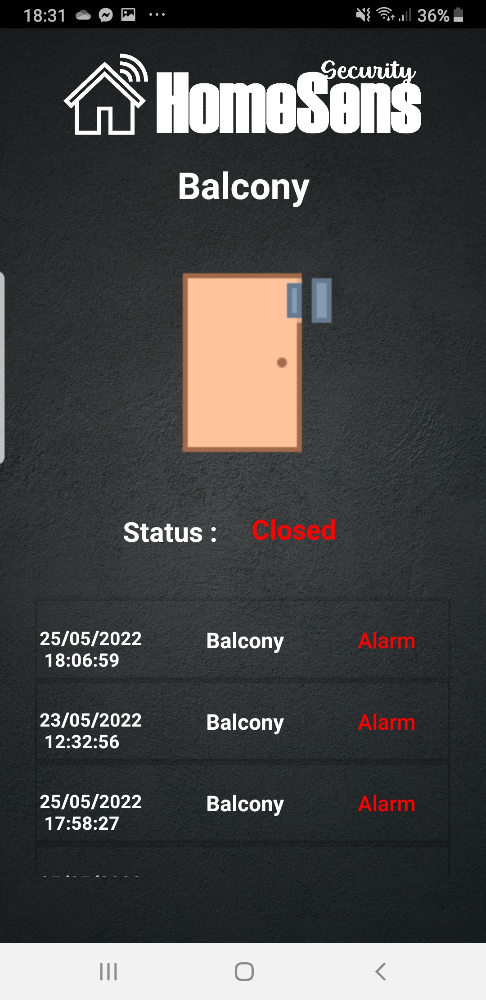 18:31 36%
Security
HomeSens
Balcony
Status : Closed
25/05/2022 Balcony Alarm
18:06:59
23/05/2022 Balcony Alarm
12:32:56
25/05/2022 Balcony Alarm
17:58:27